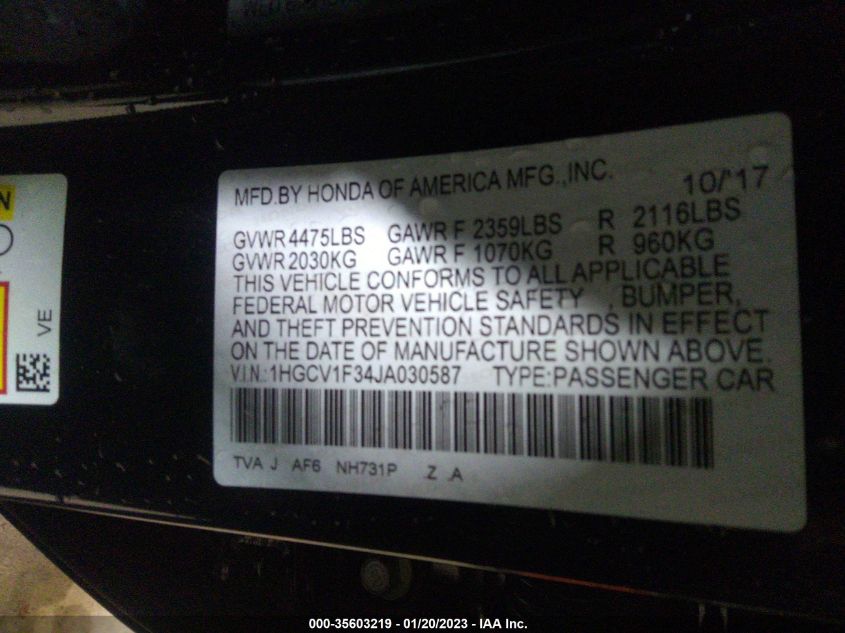 MFD.BY HONDA OF AMERICA MFG.,INC. 10/'17
GVWR 4475LBS GAWR F 2359LBS R 2116LBS
GVWR 2030KG GAWR F 1070KG R 960KG
THIS VEHICLE CONFORMS TO ALL APPLICABLE
FEDERAL MOTOR VEHICLE SAFETY , BUMPER,
AND THEFT PREVENTION STANDARDS IN EFFECT
ON THE DATE OF MANUFACTURE SHOWN ABOVE.
V.I.N.:1HGCV1F34JA030587 TYPE:PASSENGER CAR
TVA J AF6 NH731P .Z .A
N
VE
000-35603219 - 01/20/2023 - IAA Inc.